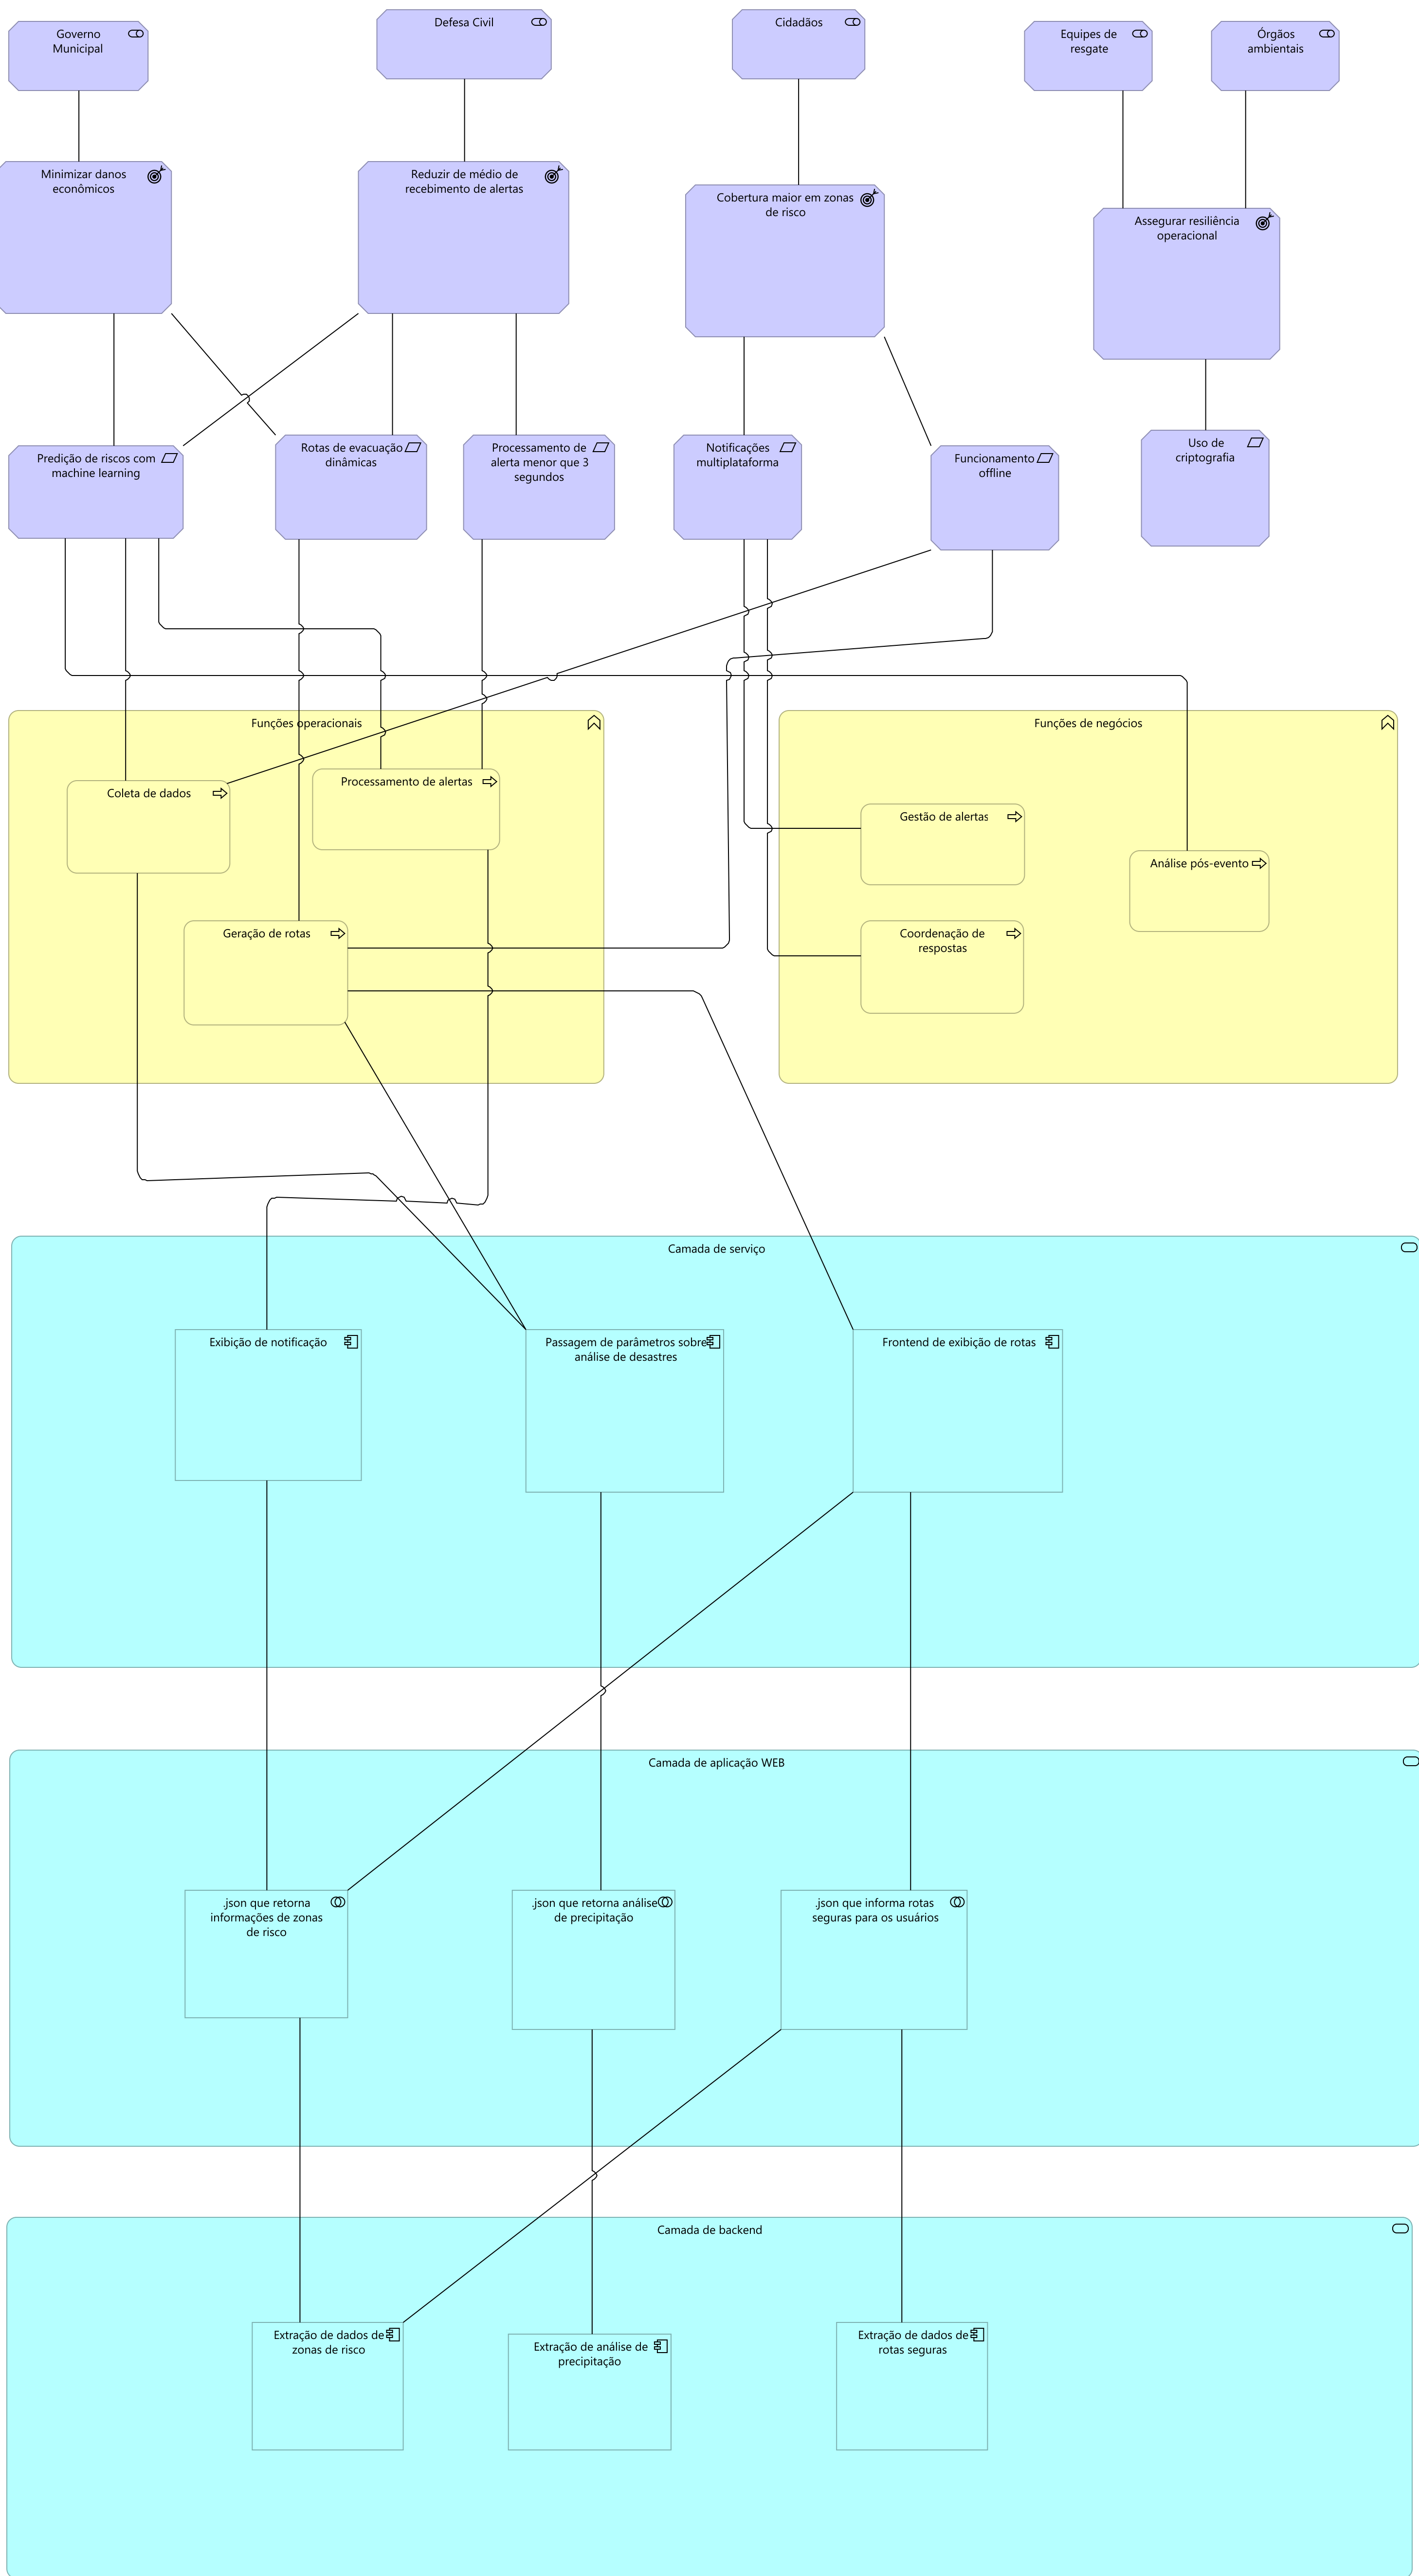 Governo
Municipal
Defesa Civil
Cidadãos
Equipes de
resgate
Órgãos
ambientais
Minimizar danos
econômicos
Reduzir de médio de
recebimento de alertas
Cobertura maior em zonas
de risco
Assegurar resiliência
operacional
Predição de riscos com
machine learning
Rotas de evacuação
dinâmicas
Processamento de
alerta menor que 3
segundos
Notificações
multiplataforma
Funcionamento
offline
Uso de
criptografia
Funções operacionais
Funções de negócios
Coleta de dados
Processamento de alertas
Gestão de alertas
Análise pós-evento
Geração de rotas
Coordenação de
respostas
Camada de serviço
Exibição de notificação
Passagem de parâmetros sobre
análise de desastres
Frontend de exibição de rotas
Camada de aplicação WEB
.json que retorna
informações de zonas
de risco
.json que retorna análise
de precipitação
.json que informa rotas
seguras para os usuários
Camada de backend
Extração de dados de
zonas de risco
Extração de análise de
precipitação
Extração de dados de
rotas seguras